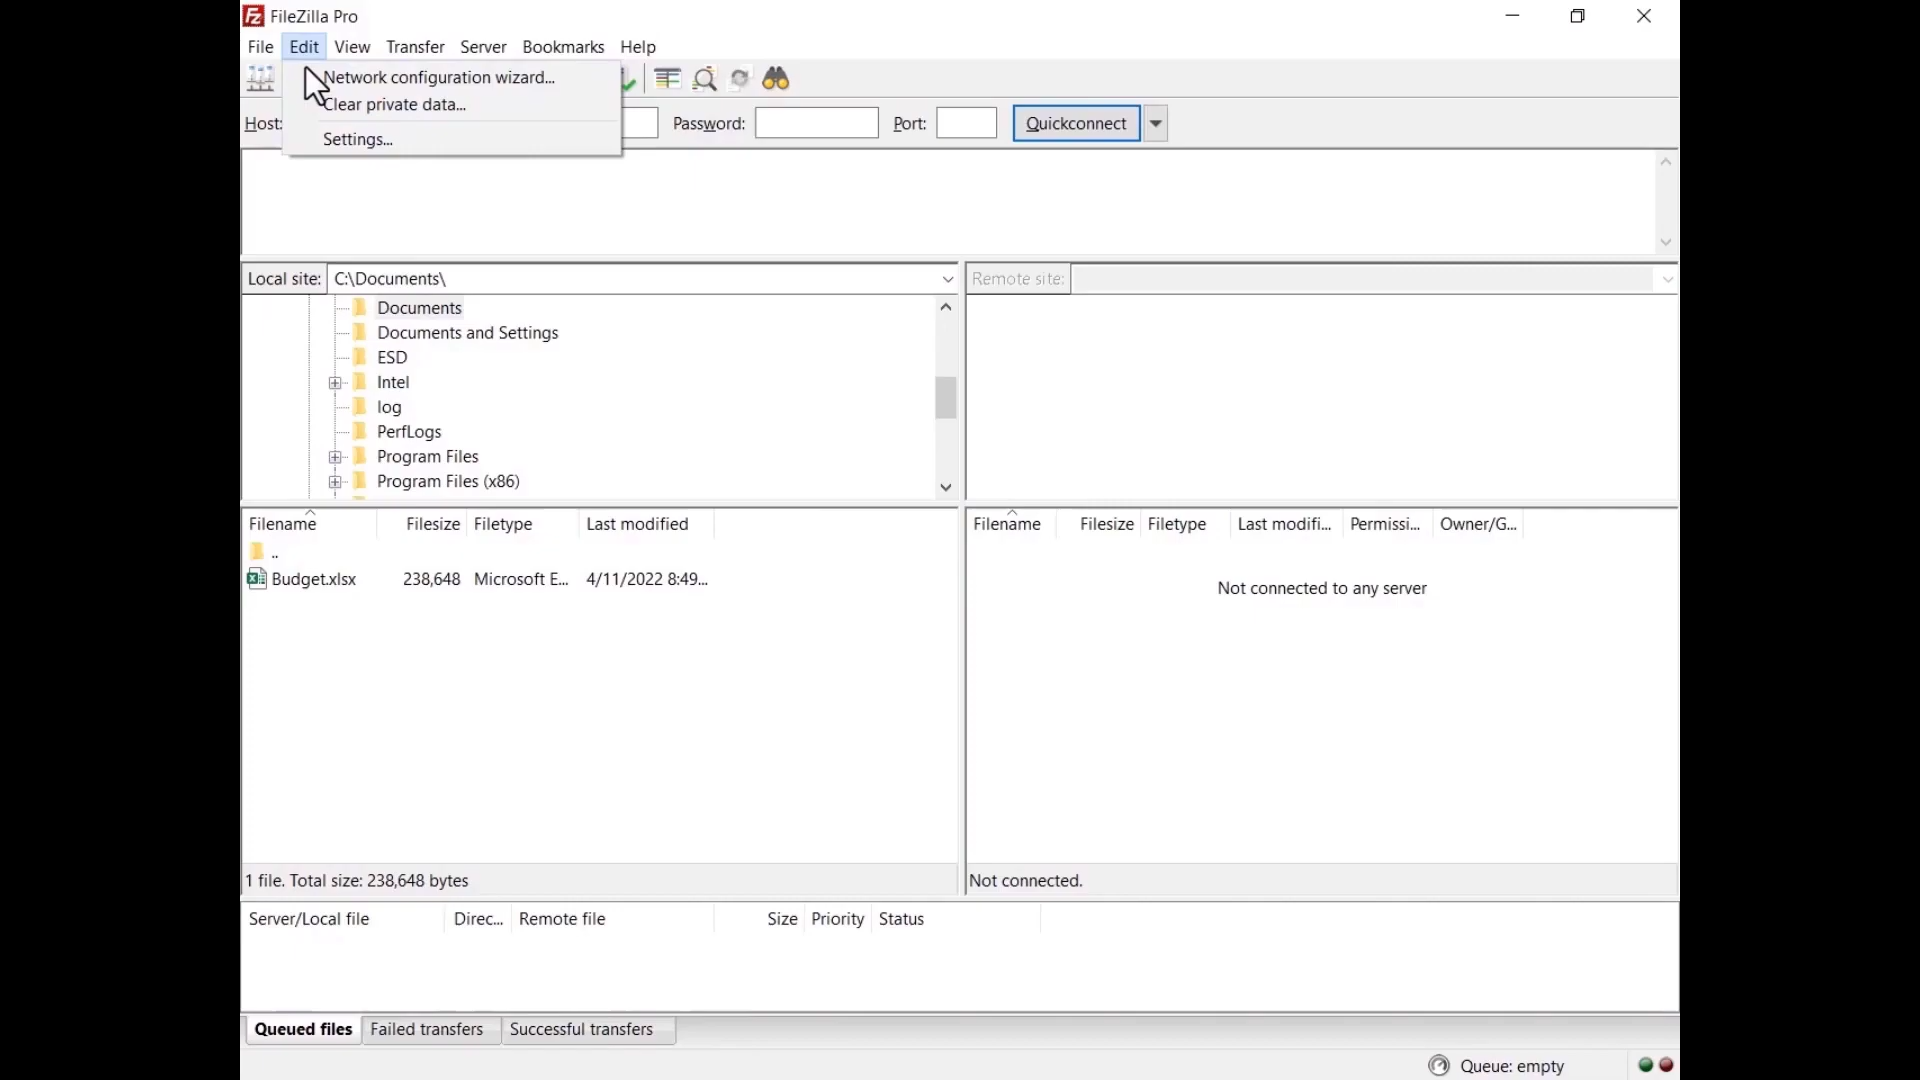 FileZilla Pro
File Edit View Transfer Server Bookmarks Help
Network configuration wizard...
Clear private data...
Settings...
Host: Password: Port: Quickconnect
Local site: C:\Documents\
Remote site:
Documents
Documents and Settings
ESD
Intel
log
PerfLogs
Program Files
Program Files (x86)
Filename Filesize Filetype Last modified
..
Budget.xlsx 238,648 Microsoft E... 4/11/2022 8:49...
1 file. Total size: 238,648 bytes
Filename Filesize Filetype Last modifi... Permissi... Owner/G...
Not connected to any server
Not connected.
Server/Local file Direc... Remote file Size Priority Status
Queued files Failed transfers Successful transfers
Queue: empty